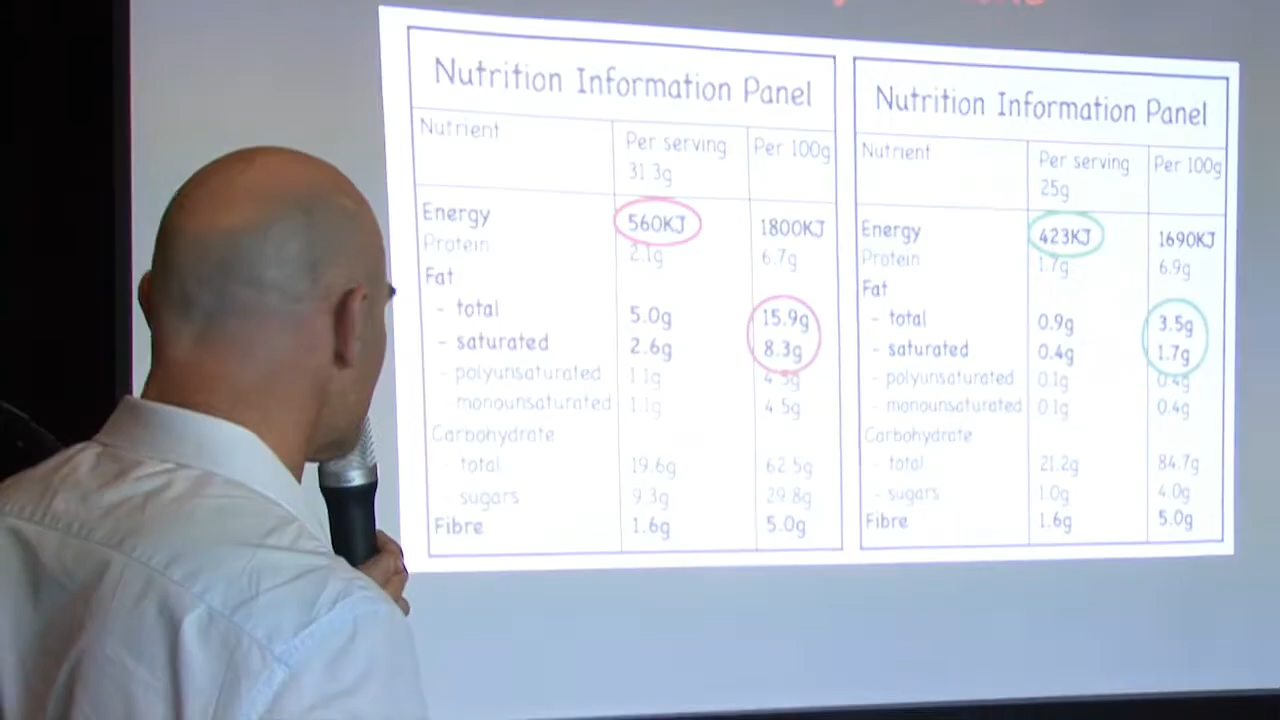 Nutrition Information Panel
Nutrient Per serving 31.3g Per 100g
Energy 560KJ 1800KJ
Protein 2.1g 6.7g
Fat
- total 5.0g 15.9g
- saturated 2.6g 8.3g
- polyunsaturated 1.1g 4.5g
monounsaturated 1.1g 4.5g
Carbohydrate
- total 19.6g 62.5g
- sugars 9.3g 29.8g
Fibre 1.6g 5.0g
Nutrition Information Panel
Nutrient Per serving 25g Per 100g
Energy 423KJ 1690KJ
Protein 1.7g 6.9g
Fat
- total 0.9g 3.5g
- saturated 0.4g 1.7g
- polyunsaturated 0.1g 0.4g
- monounsaturated 0.1g 0.4g
Carbohydrate
- total 21.2g 84.7g
- sugars 1.0g 4.0g
Fibre 1.6g 5.0g